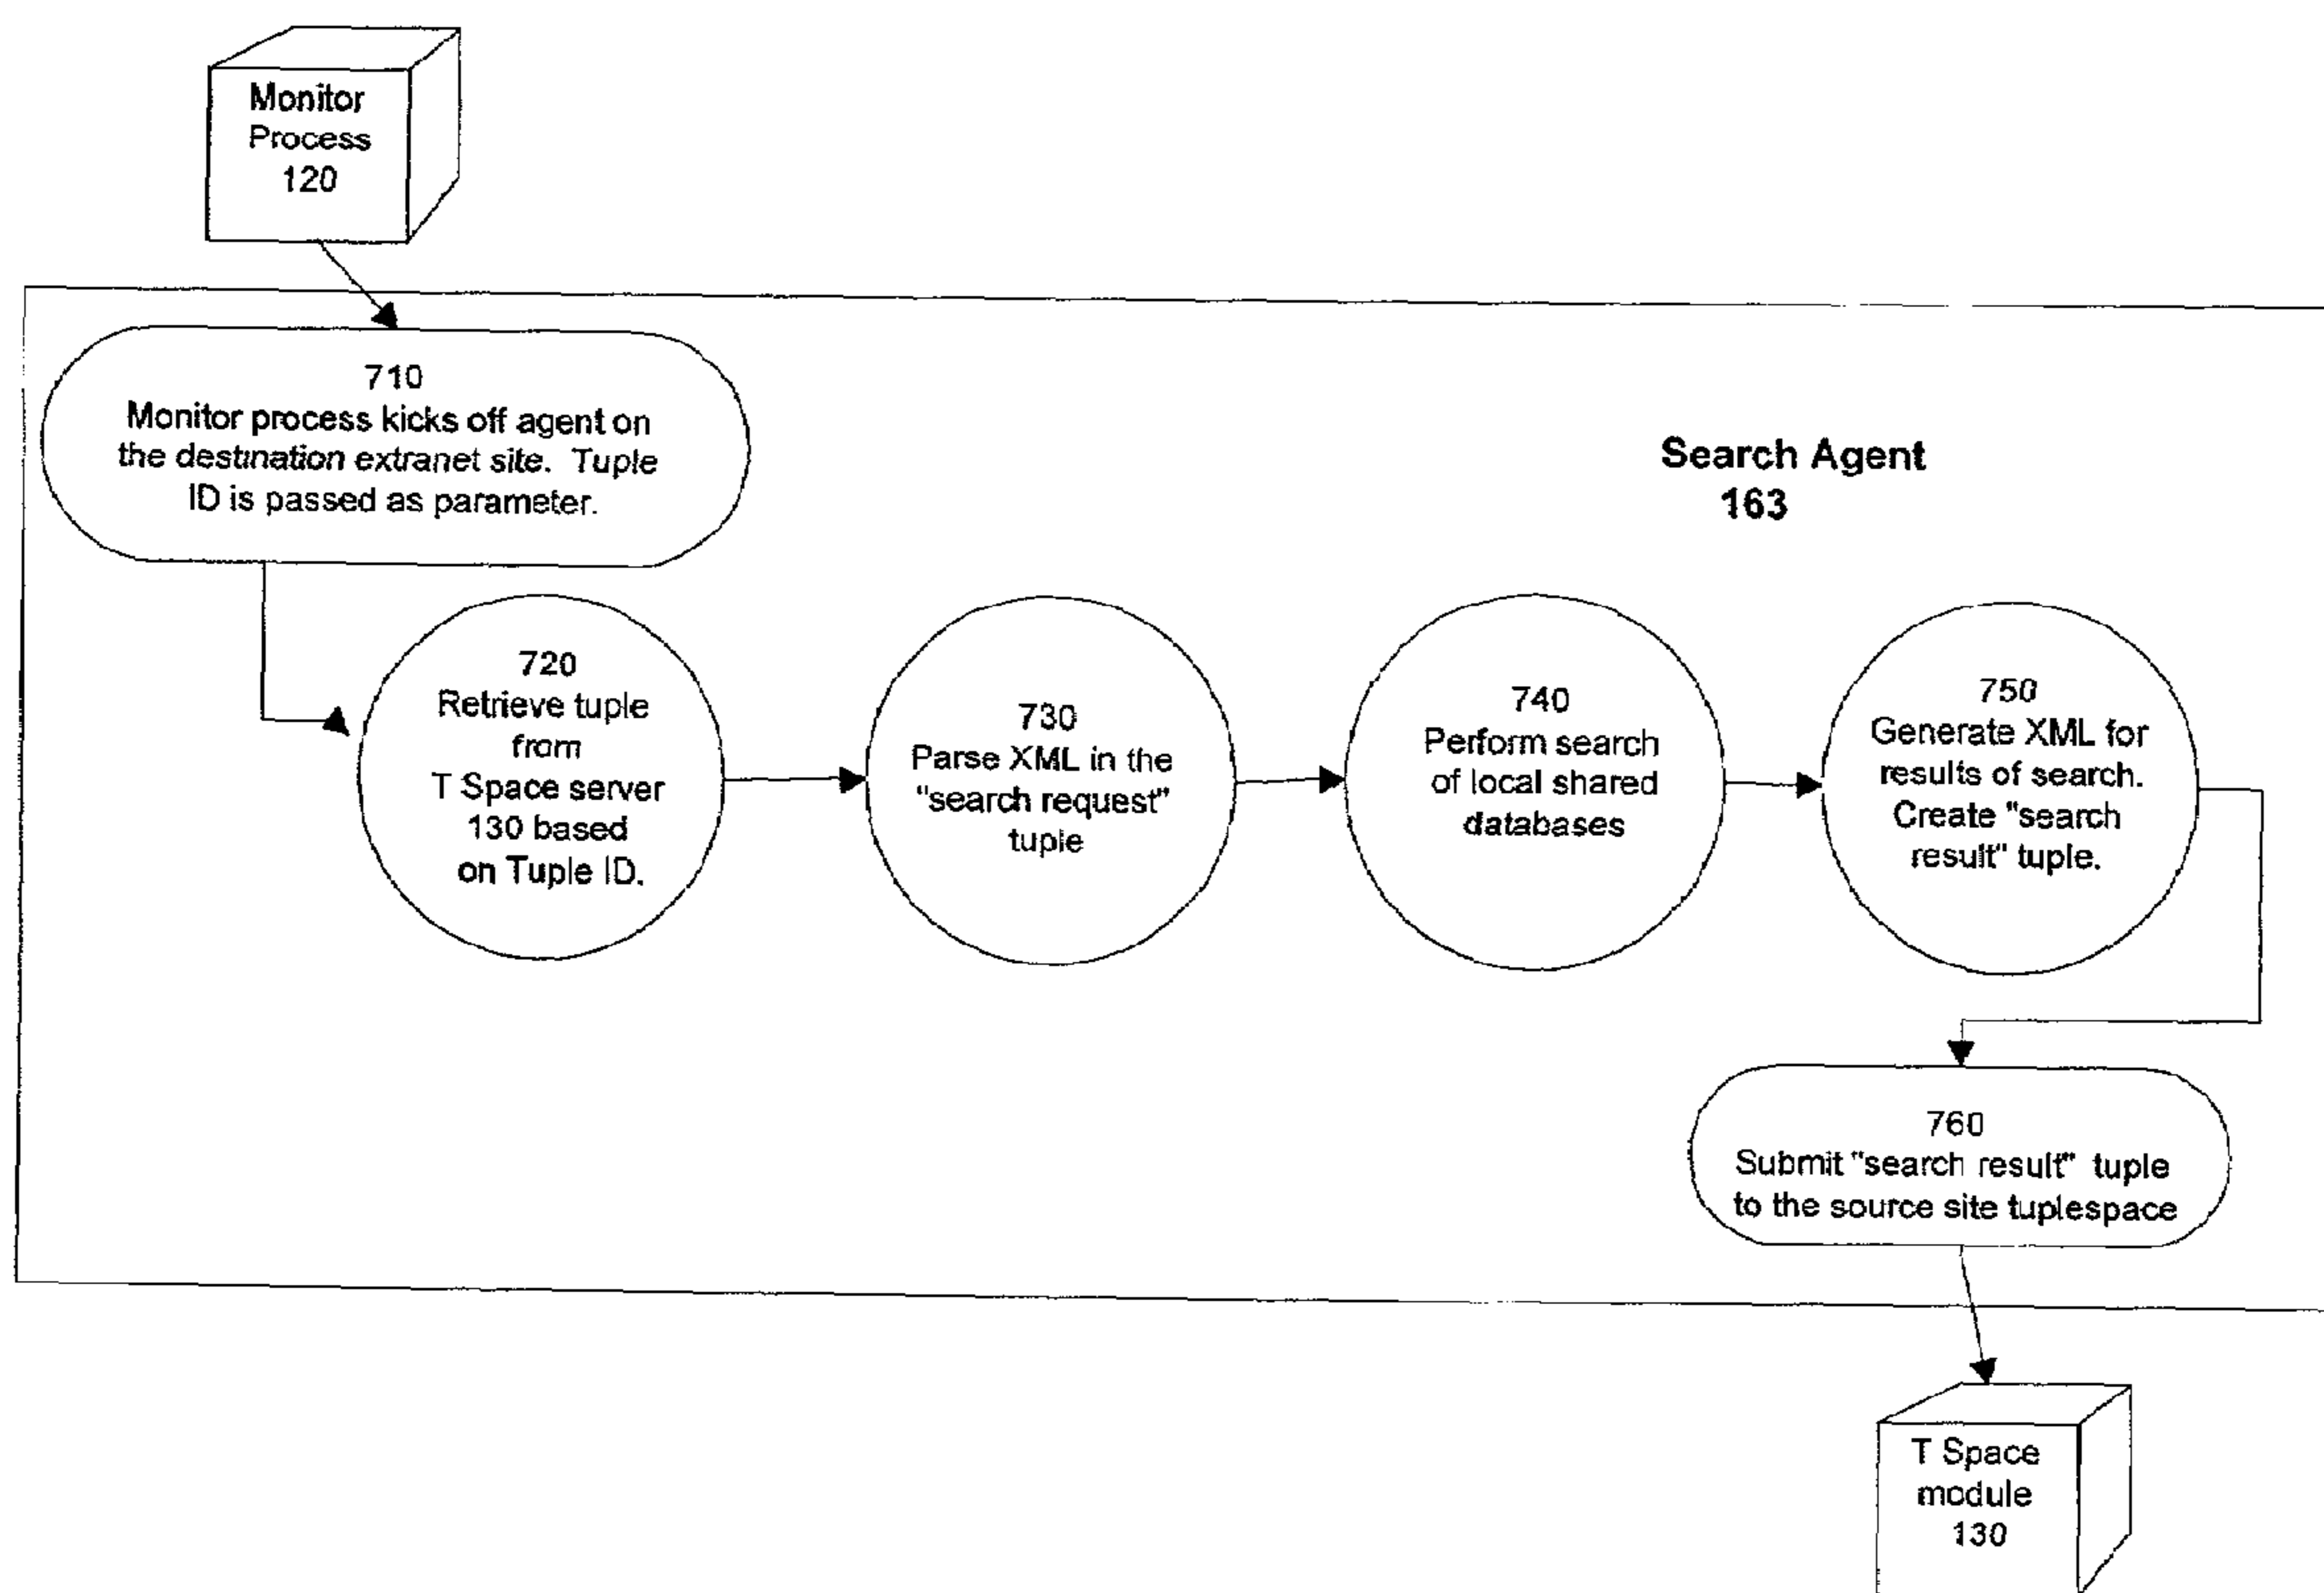 Monitor
Process
120
710
Monitor process kicks off agent on
the destination extranet site. Tuple
ID is passed as parameter.
Search Agent
163
720
Retrieve tuple
from
T Space server
130 based
on Tuple ID.
730
Parse XML in the
"search request"
tuple
740
Perform search
of local shared
databases
750
Generate XML for
results of search.
Create "search
result" tuple.
760
Submit "search result" tuple
to the source site tuplespace
T Space
module
130